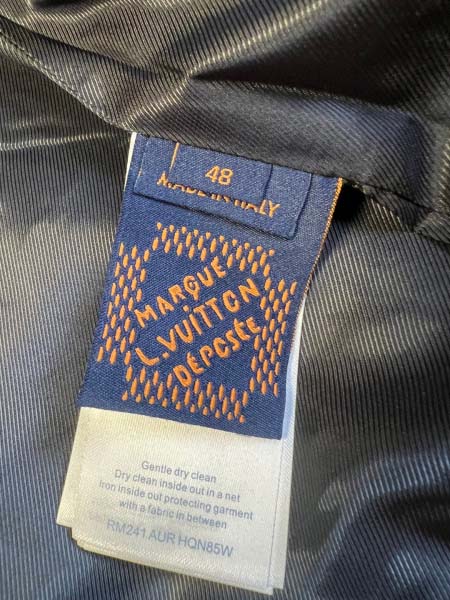 48
MADE IN ITALY
MARQUE
L.VUITTON
DÉPOSÉE
Gentle dry clean
Dry clean inside out in a net
Iron inside out protecting garment
with a fabric in between
RM241 AUR HQN85W